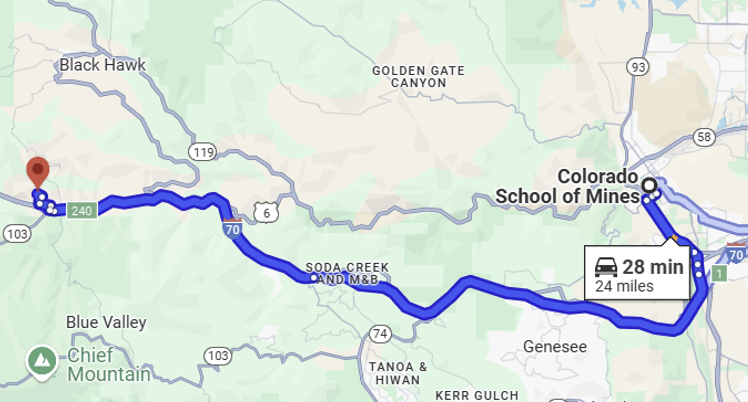 Black Hawk
GOLDEN GATE
CANYON
93
58
119
Colorado
School of Mines
240
6
103
70
28 min
24 miles
70
1
SODA CREEK
AND M&B
Blue Valley
74
Genesee
103
Chief
Mountain
TANOA &
HIWAN
KERR GULCH